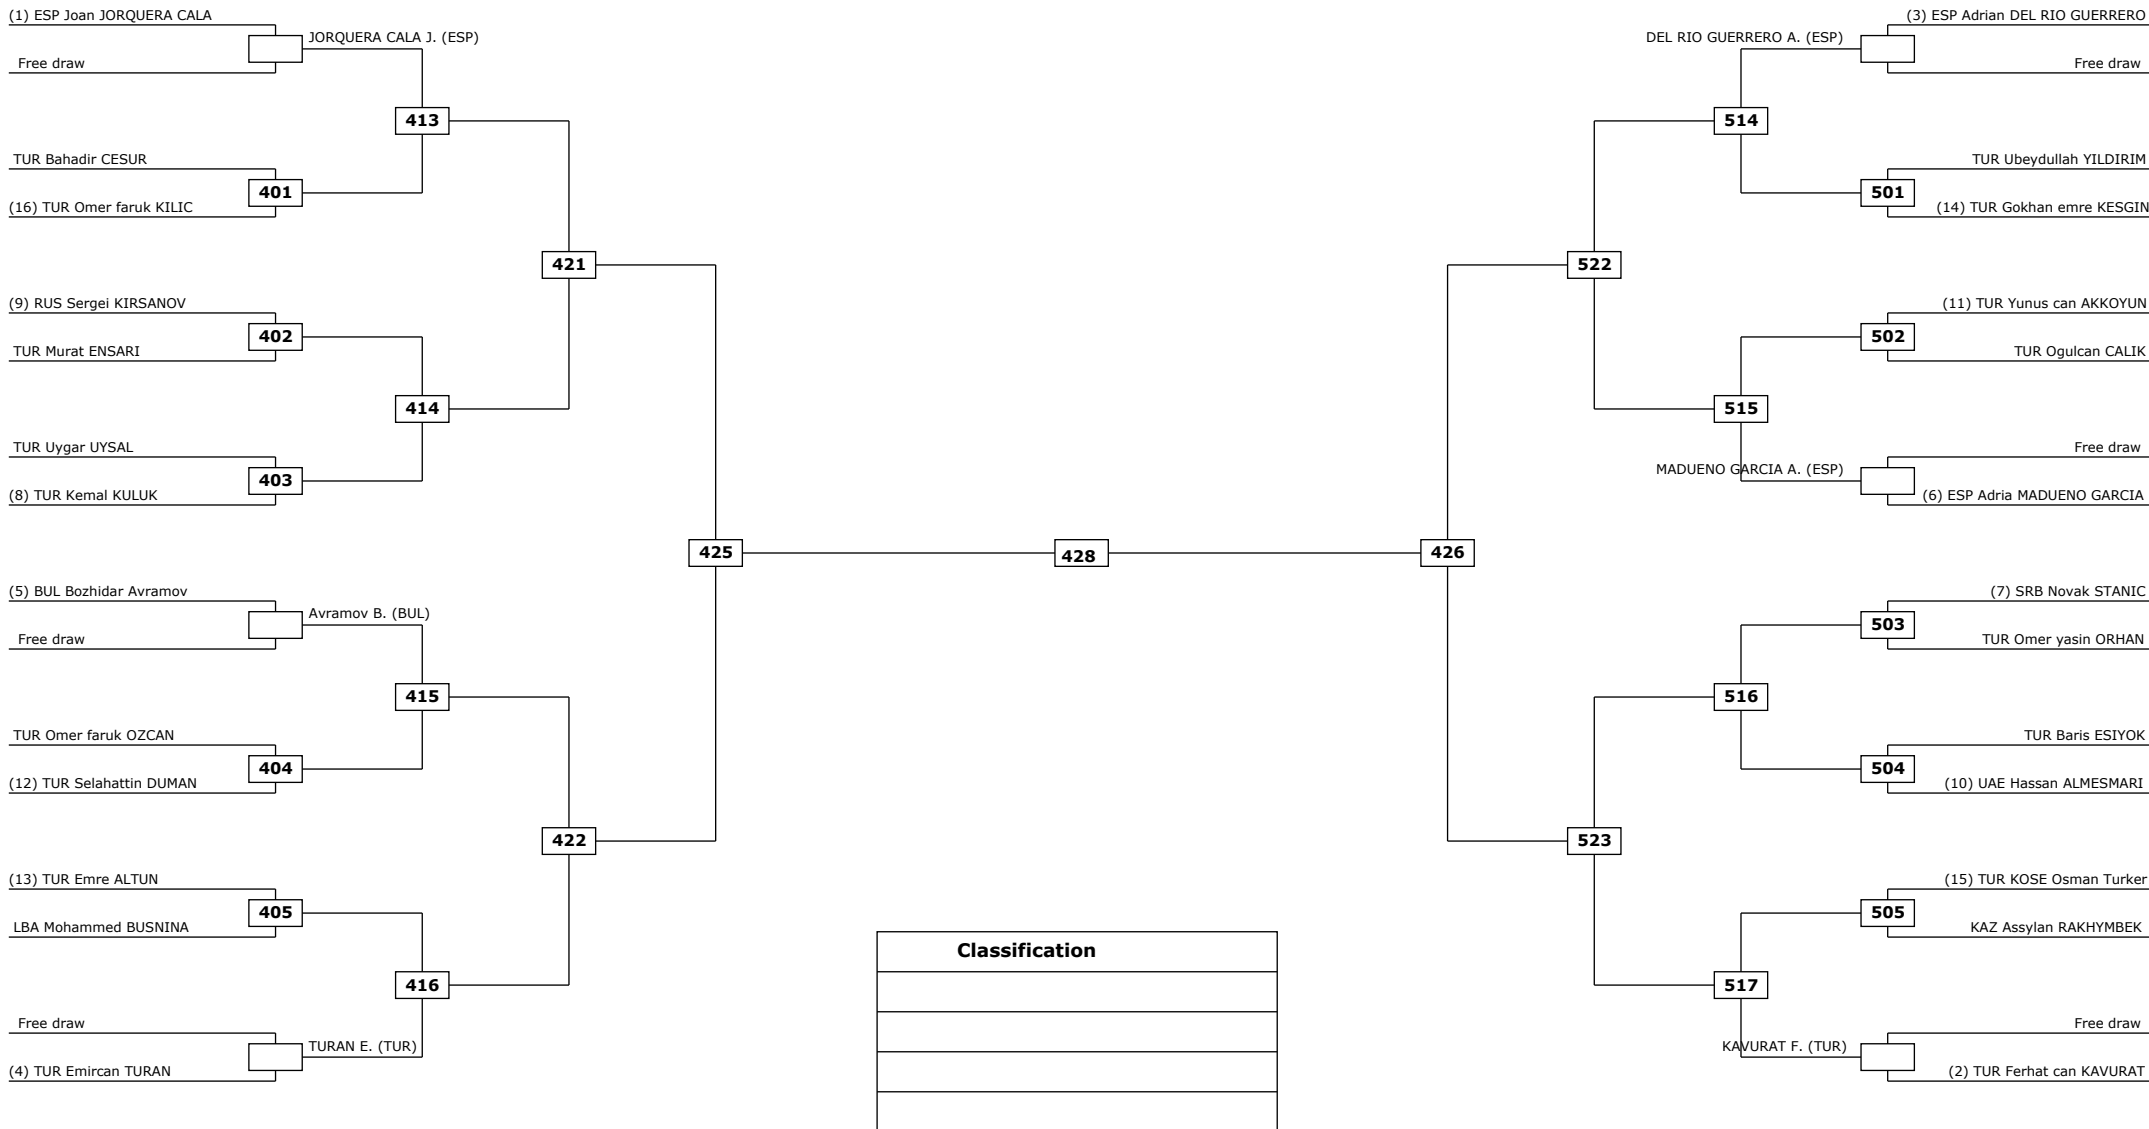 (1) ESP Joan JORQUERA CALA
JORQUERA CALA J. (ESP)
Free draw
413
TUR Bahadir CESUR
401
(16) TUR Omer faruk KILIC
421
(9) RUS Sergei KIRSANOV
402
TUR Murat ENSARI
414
TUR Uygar UYSAL
403
(8) TUR Kemal KULUK
425
(5) BUL Bozhidar Avramov
Avramov B. (BUL)
Free draw
415
TUR Omer faruk OZCAN
404
(12) TUR Selahattin DUMAN
422
(13) TUR Emre ALTUN
405
LBA Mohammed BUSNINA
416
Free draw
TURAN E. (TUR)
(4) TUR Emircan TURAN
428
Classification
(3) ESP Adrian DEL RIO GUERRERO
DEL RIO GUERRERO A. (ESP)
Free draw
514
TUR Ubeydullah YILDIRIM
501
(14) TUR Gokhan emre KESGIN
522
(11) TUR Yunus can AKKOYUN
502
TUR Ogulcan CALIK
515
Free draw
MADUENO GARCIA A. (ESP)
(6) ESP Adria MADUENO GARCIA
426
(7) SRB Novak STANIC
503
TUR Omer yasin ORHAN
516
TUR Baris ESIYOK
504
(10) UAE Hassan ALMESMARI
523
(15) TUR KOSE Osman Turker
505
KAZ Assylan RAKHYMBEK
517
Free draw
KAVURAT F. (TUR)
(2) TUR Ferhat can KAVURAT